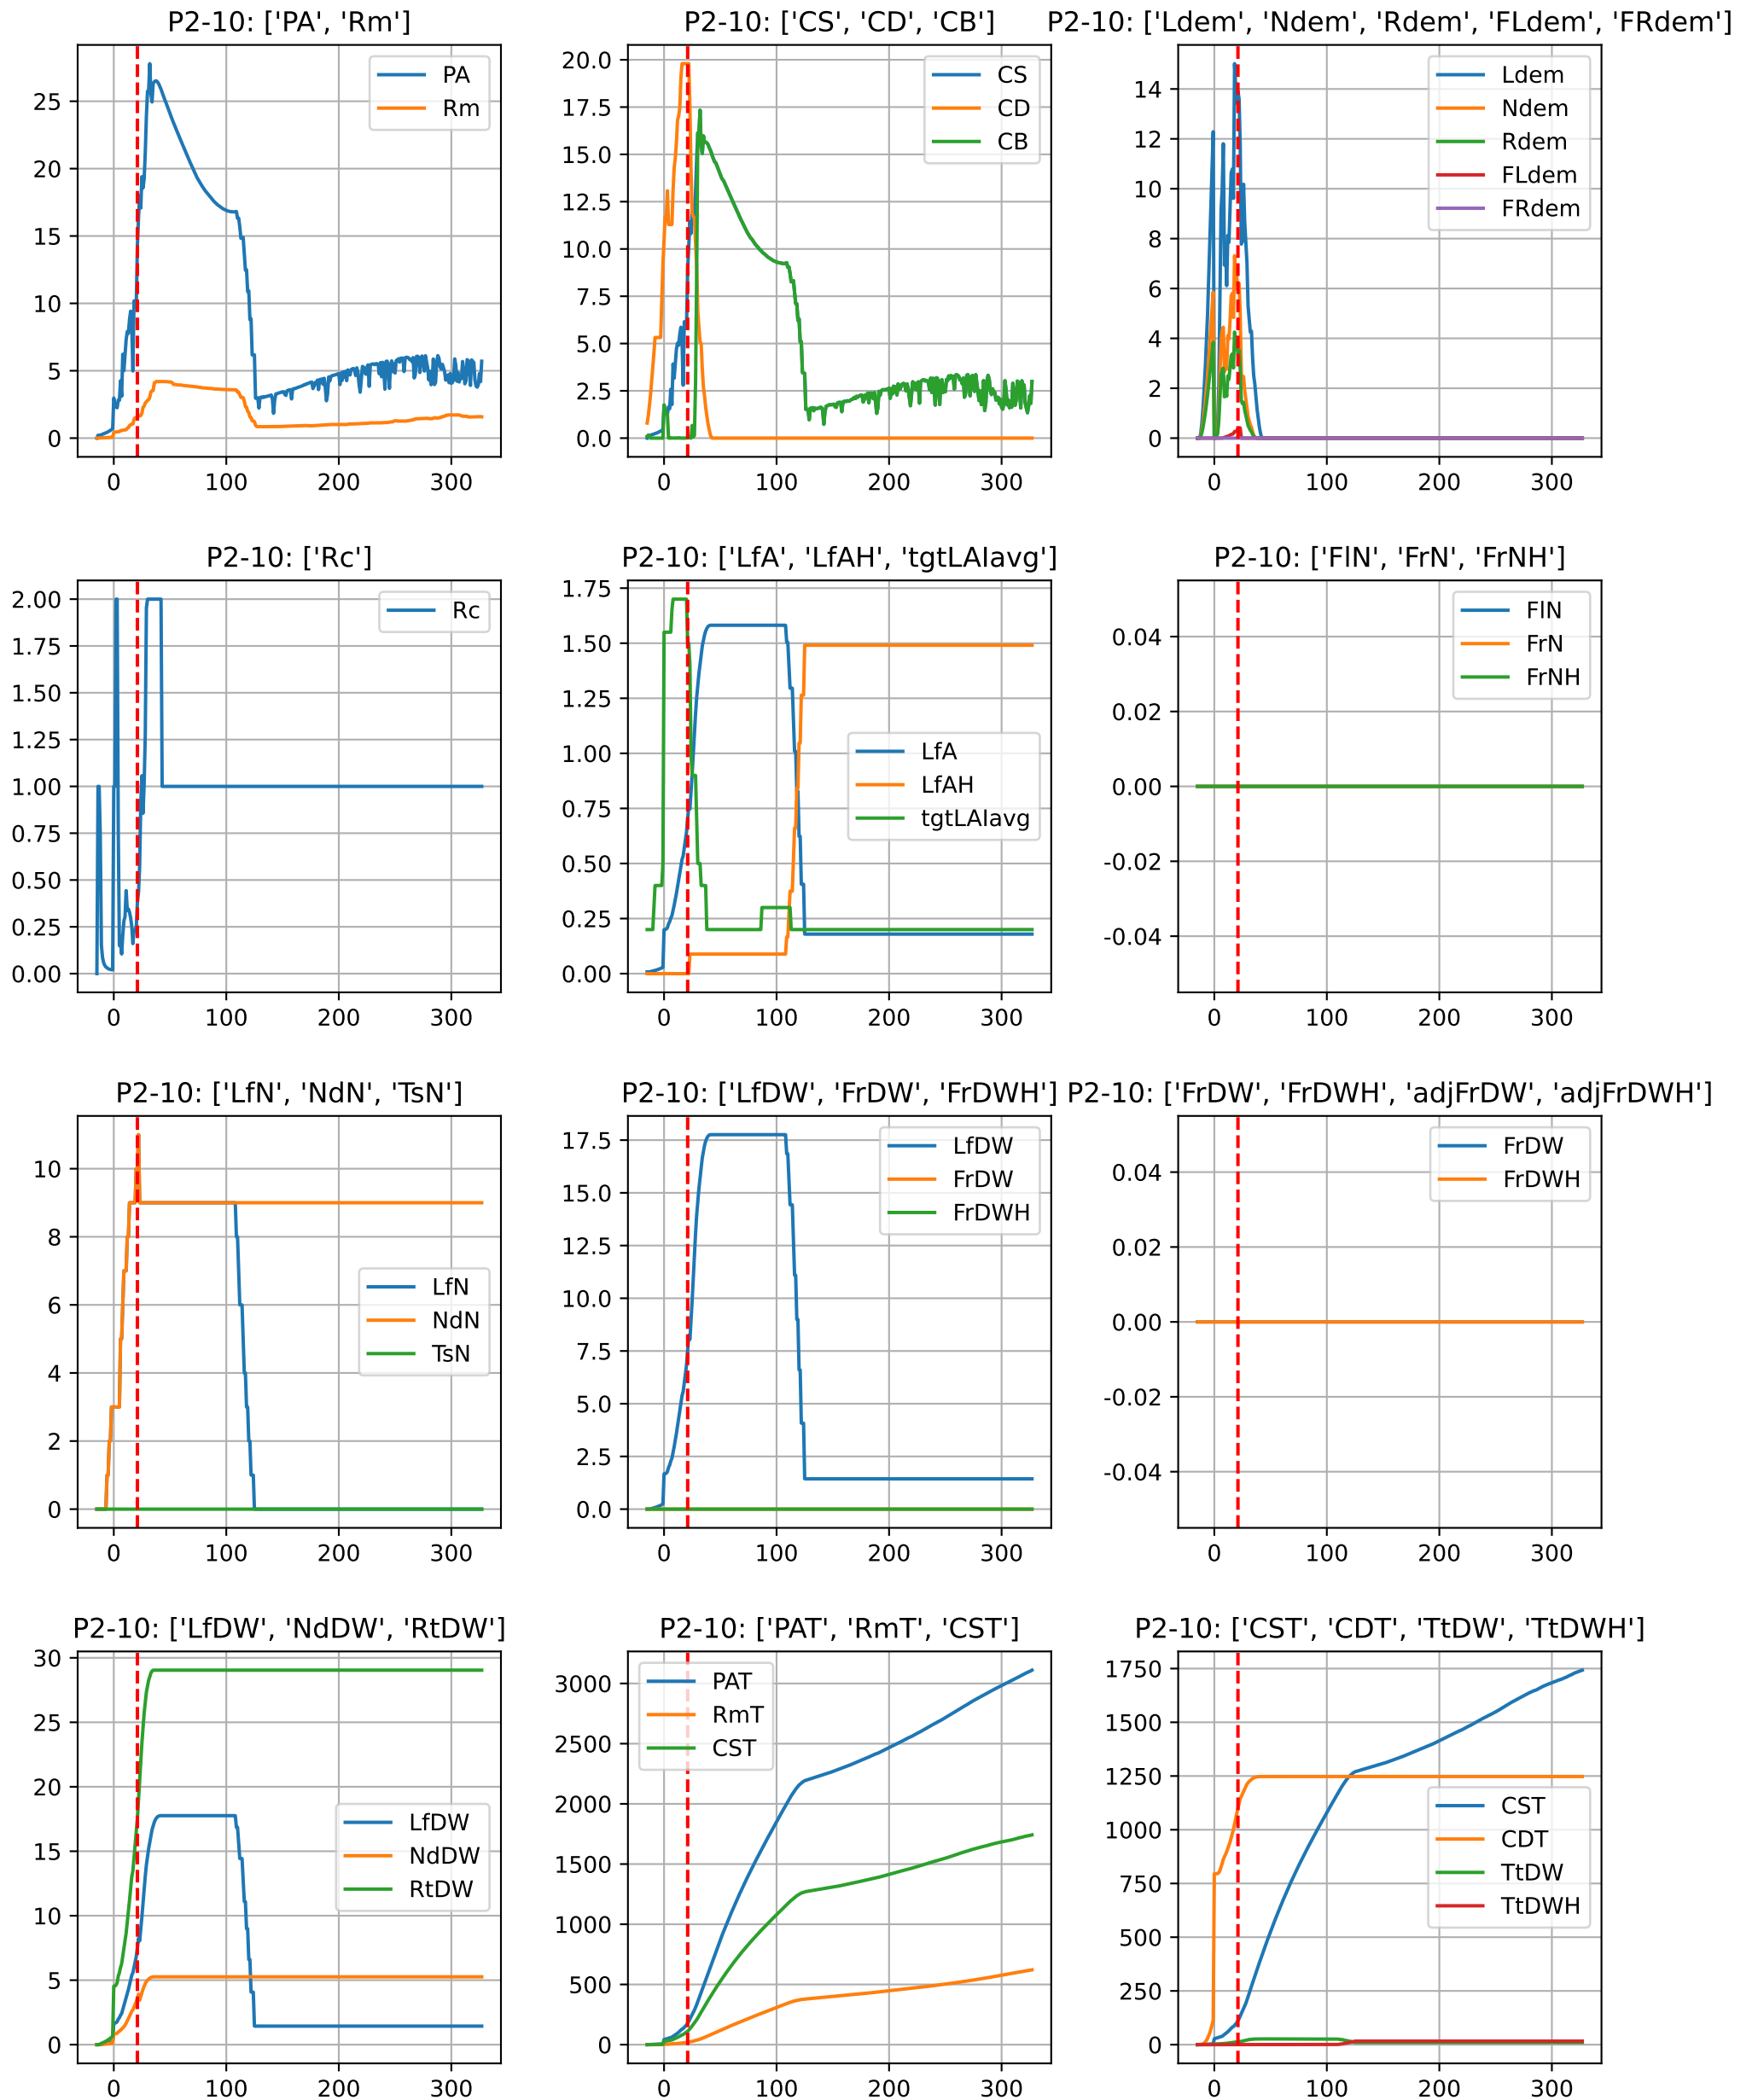 P2-10: ['PA', 'Rm']
25
20
15
10
5
0
PA
Rm
0 100 200 300
P2-10: ['CS', 'CD', 'CB']
20.0
17.5
15.0
12.5
10.0
7.5
5.0
2.5
0.0
CS
CD
CB
0 100 200 300
P2-10: ['Ldem', 'Ndem', 'Rdem', 'FLdem', 'FRdem']
14
12
10
8
6
4
2
0
Ldem
Ndem
Rdem
FLdem
FRdem
0 100 200 300
P2-10: ['Rc']
2.00
1.75
1.50
1.25
1.00
0.75
0.50
0.25
0.00
Rc
0 100 200 300
P2-10: ['LfA', 'LfAH', 'tgtLAIavg']
1.75
1.50
1.25
1.00
0.75
0.50
0.25
0.00
LfA
LfAH
tgtLAIavg
0 100 200 300
P2-10: ['FlN', 'FrN', 'FrNH']
0.04
0.02
0.00
-0.02
-0.04
FlN
FrN
FrNH
0 100 200 300
P2-10: ['LfN', 'NdN', 'TsN']
10
8
6
4
2
0
LfN
NdN
TsN
0 100 200 300
P2-10: ['LfDW', 'FrDW', 'FrDWH']
17.5
15.0
12.5
10.0
7.5
5.0
2.5
0.0
LfDW
FrDW
FrDWH
0 100 200 300
P2-10: ['FrDW', 'FrDWH', 'adjFrDW', 'adjFrDWH']
0.04
0.02
0.00
-0.02
-0.04
FrDW
FrDWH
0 100 200 300
P2-10: ['LfDW', 'NdDW', 'RtDW']
30
25
20
15
10
5
0
LfDW
NdDW
RtDW
0 100 200 300
P2-10: ['PAT', 'RmT', 'CST']
3000
2500
2000
1500
1000
500
0
PAT
RmT
CST
0 100 200 300
P2-10: ['CST', 'CDT', 'TtDW', 'TtDWH']
1750
1500
1250
1000
750
500
250
0
CST
CDT
TtDW
TtDWH
0 100 200 300